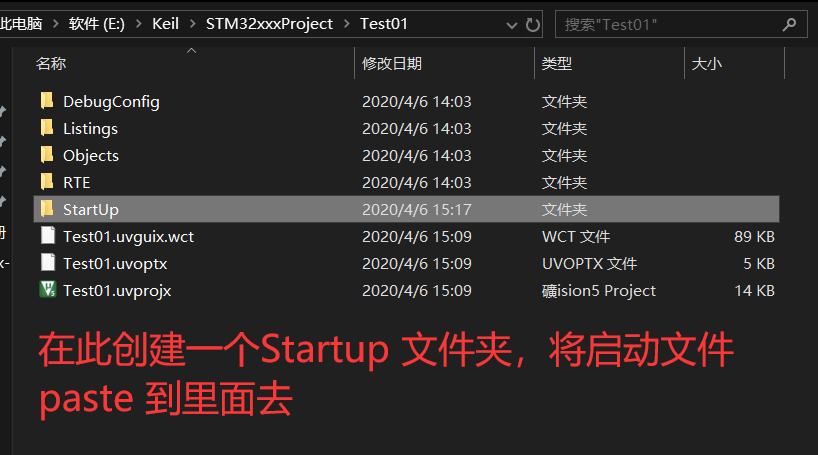 此电脑 > 软件 (E:) > Keil > STM32xxxProject > Test01
搜索"Test01"
名称 修改日期 类型 大小
DebugConfig 2020/4/6 14:03 文件夹
Listings 2020/4/6 14:03 文件夹
Objects 2020/4/6 14:03 文件夹
RTE 2020/4/6 14:03 文件夹
StartUp 2020/4/6 15:17 文件夹
Test01.uvguix.wct 2020/4/6 15:09 WCT 文件 89 KB
Test01.uvoptx 2020/4/6 15:09 UVOPTX 文件 5 KB
Test01.uvprojx 2020/4/6 15:09 礦ision5 Project 14 KB
在此创建一个Startup 文件夹，将启动文件
paste 到里面去